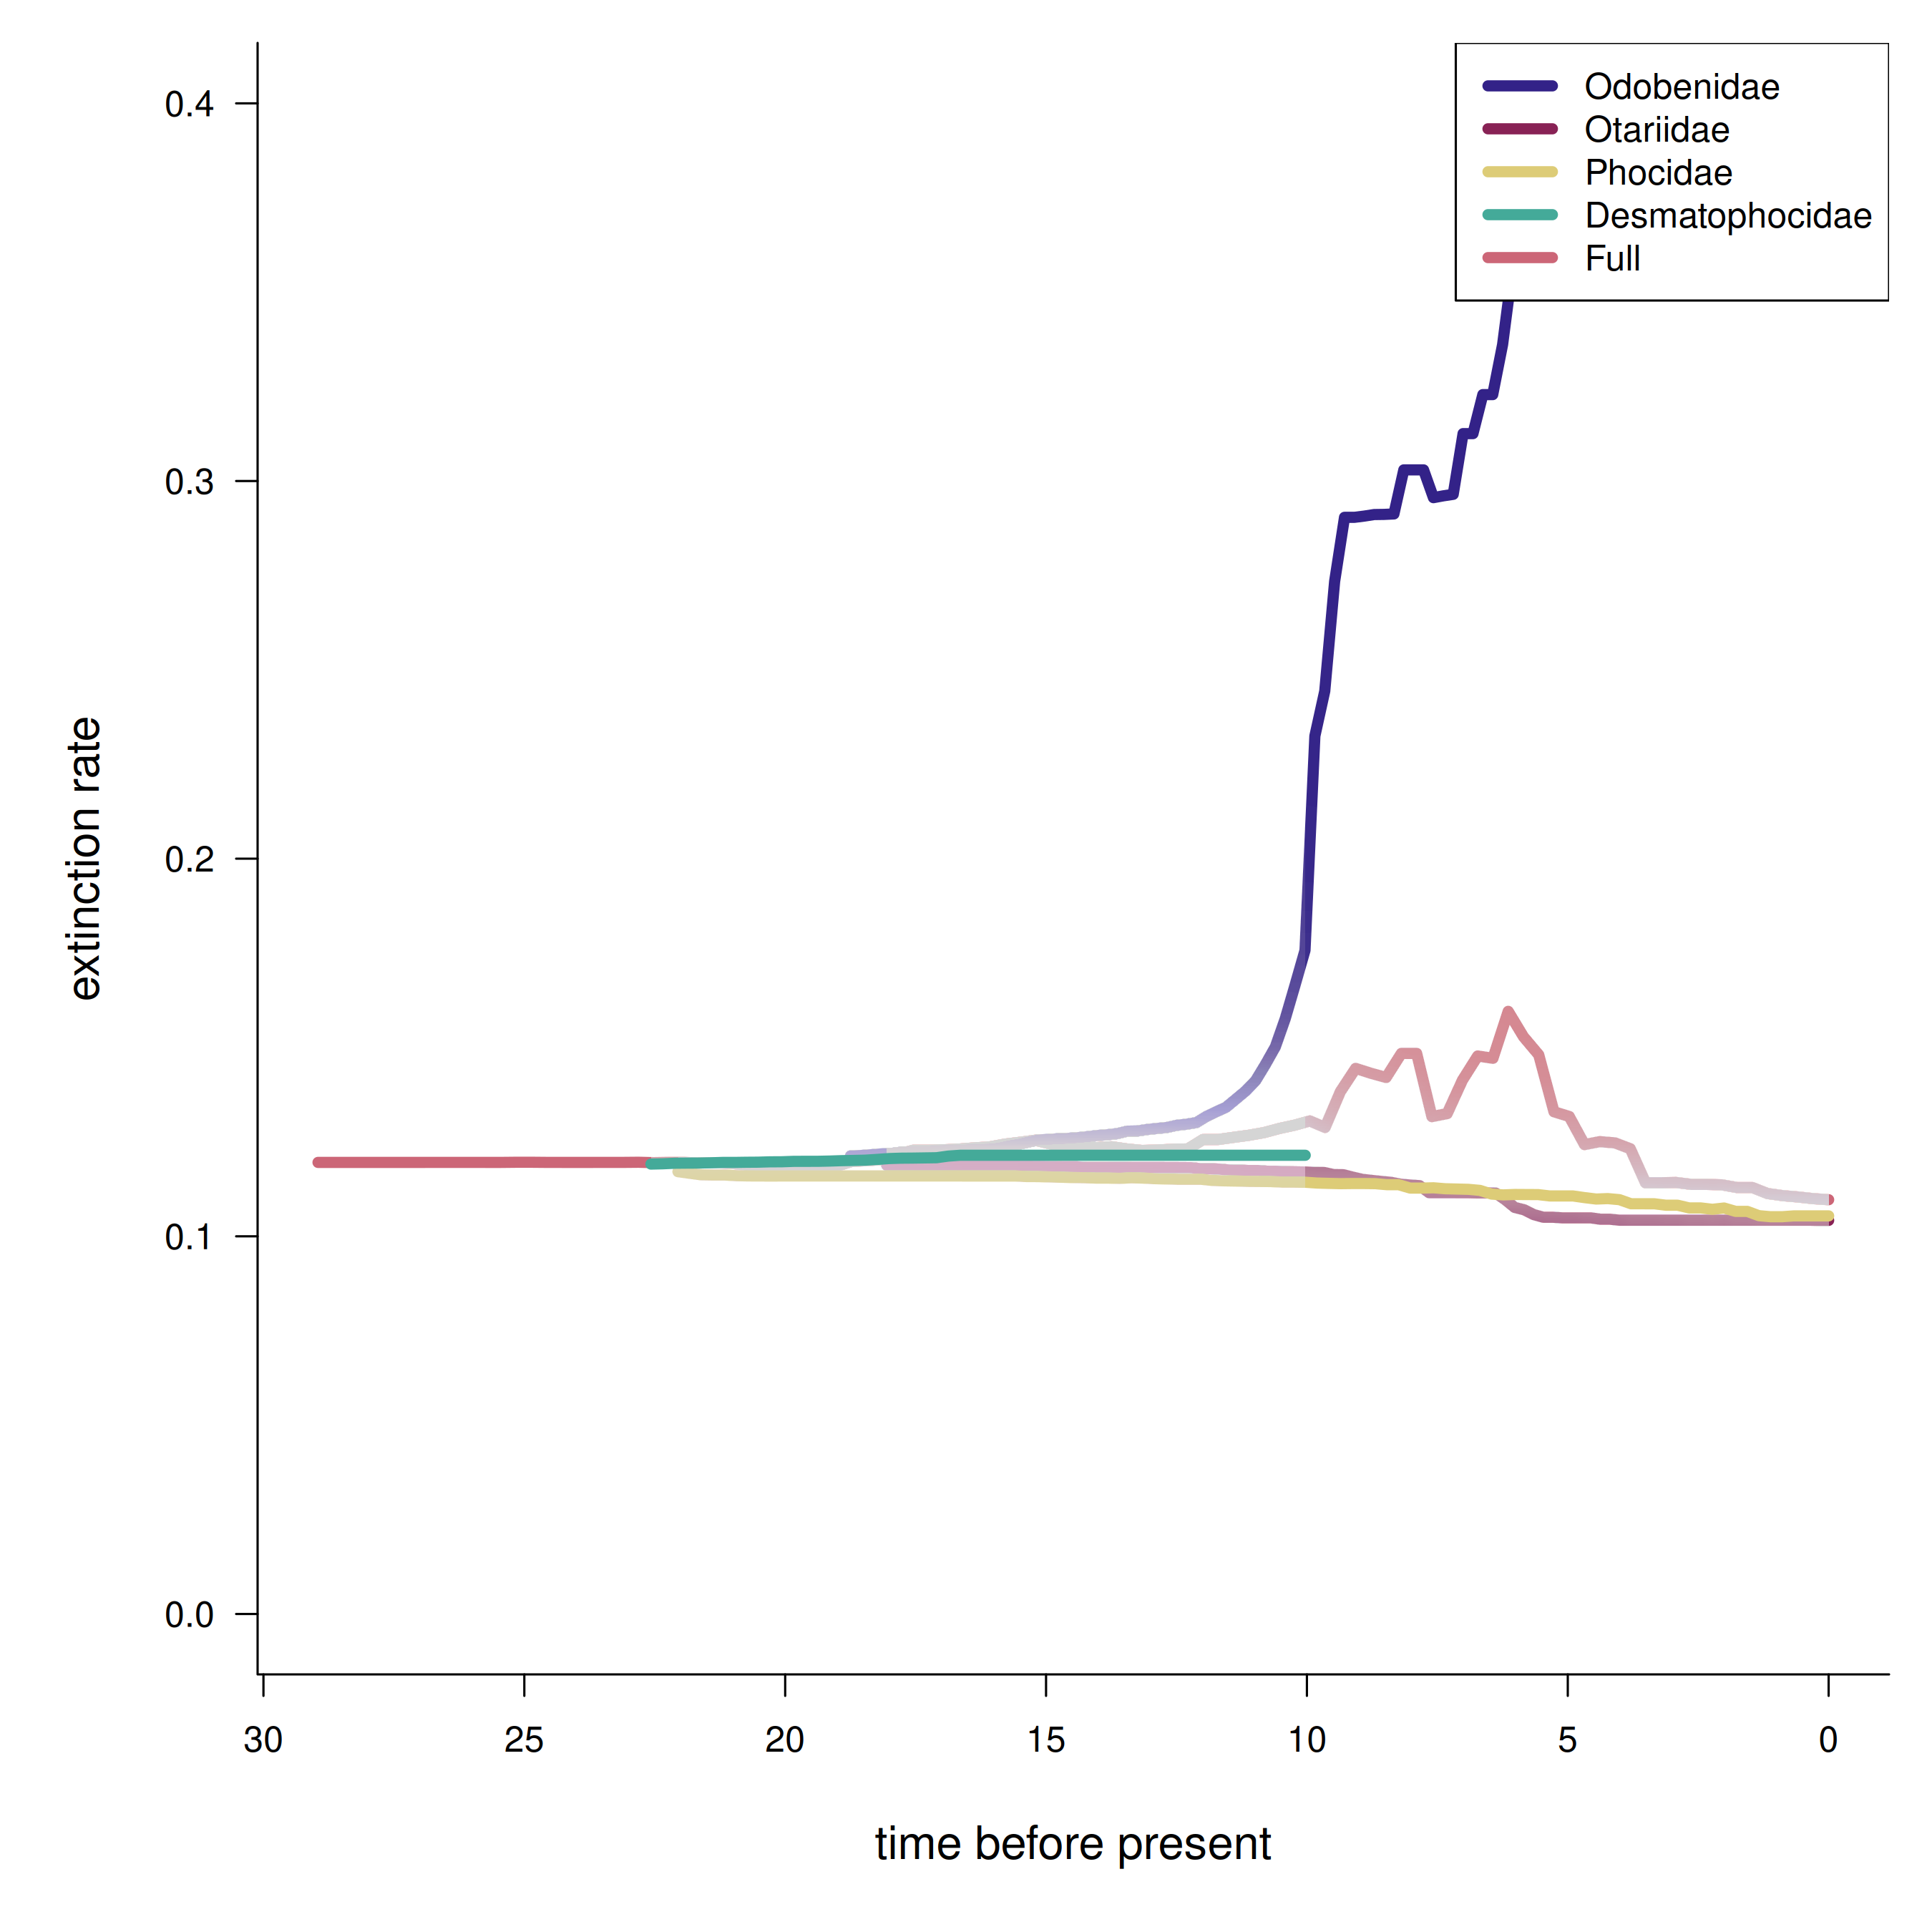 Odobenidae
Otariidae
Phocidae
Desmatophocidae
Full
0.4
0.3
0.2
0.1
0.0
extinction rate
30 25 20 15 10 5 0
time before present